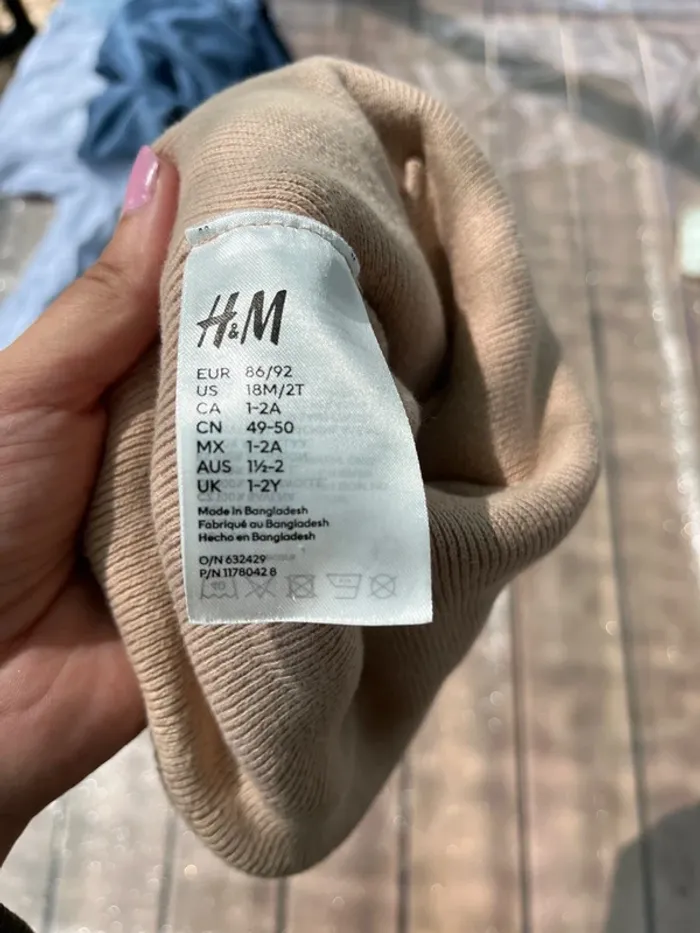 H&M
EUR 86/92
US 18M/2T
CA 1-2A
CN 49-50
MX 1-2A
AUS 1½-2
UK 1-2Y
Made in Bangladesh
Fabriqué au Bangladesh
Hecho en Bangladesh
O/N 632429
P/N 1178042 8